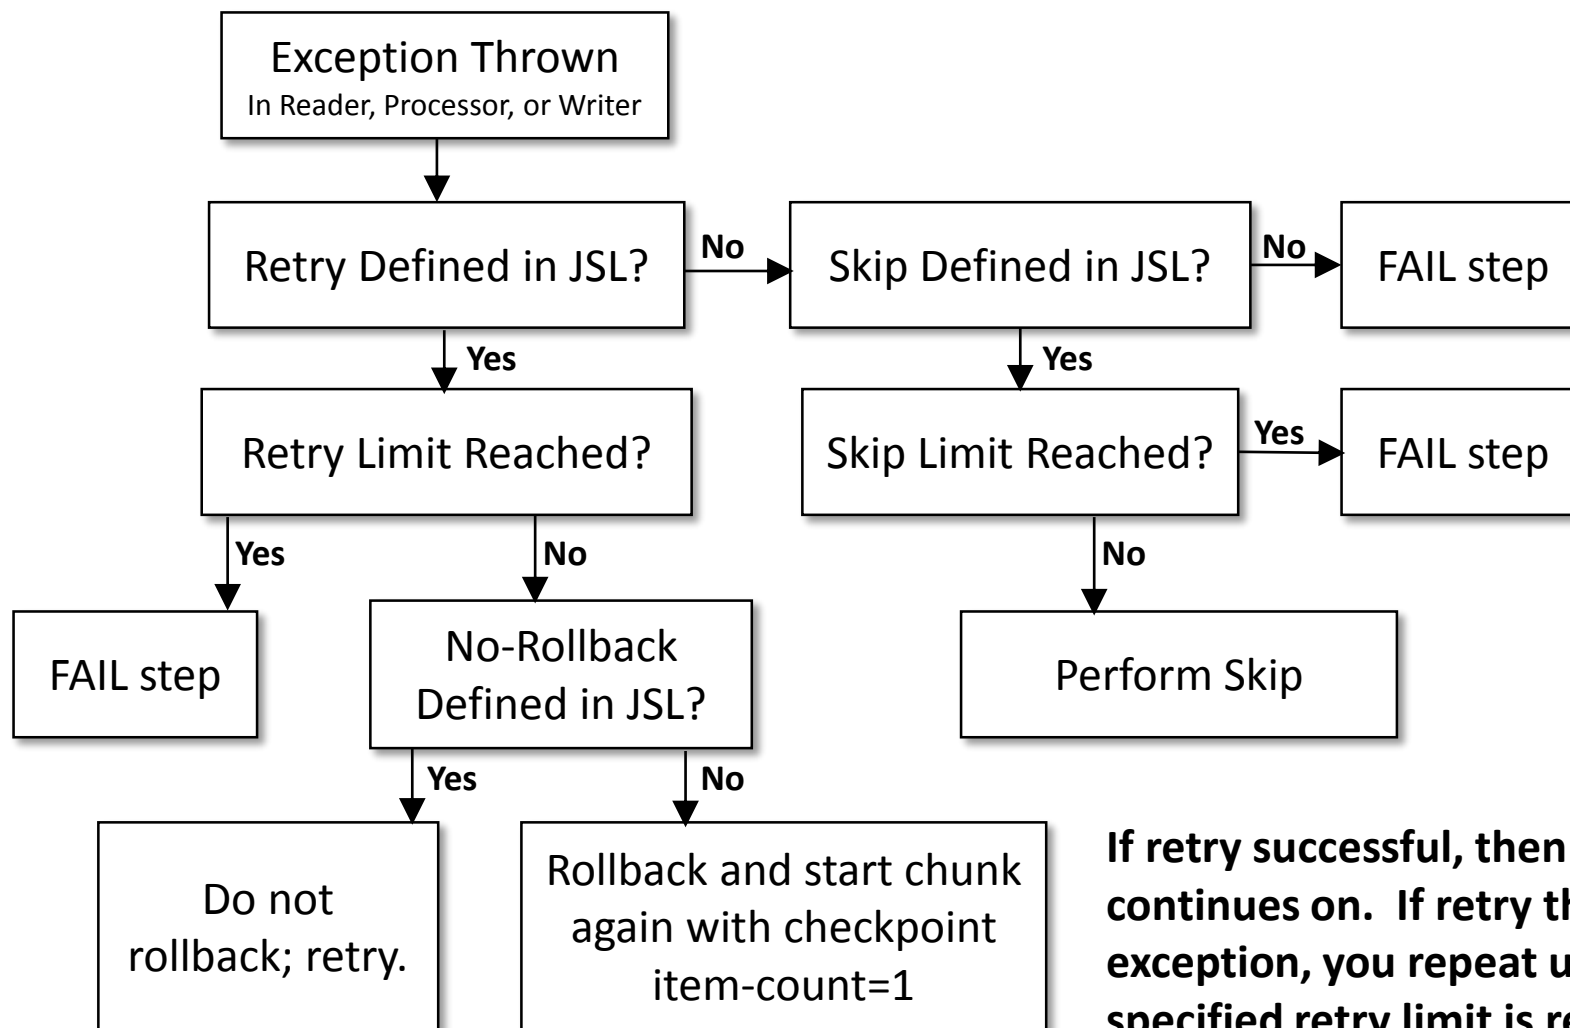 Exception Thrown
In Reader, Processor, or Writer
Retry Defined in JSL?
No
Skip Defined in JSL?
No
FAIL step
Yes
Yes
Retry Limit Reached?
Skip Limit Reached?
Yes
FAIL step
Yes
No
No
FAIL step
No-Rollback
Defined in JSL?
Perform Skip
Yes
No
Do not
rollback; retry.
Rollback and start chunk
again with checkpoint
item-count=1
If retry successful, then
continues on. If retry
exception, you repeat
specified retry limit is